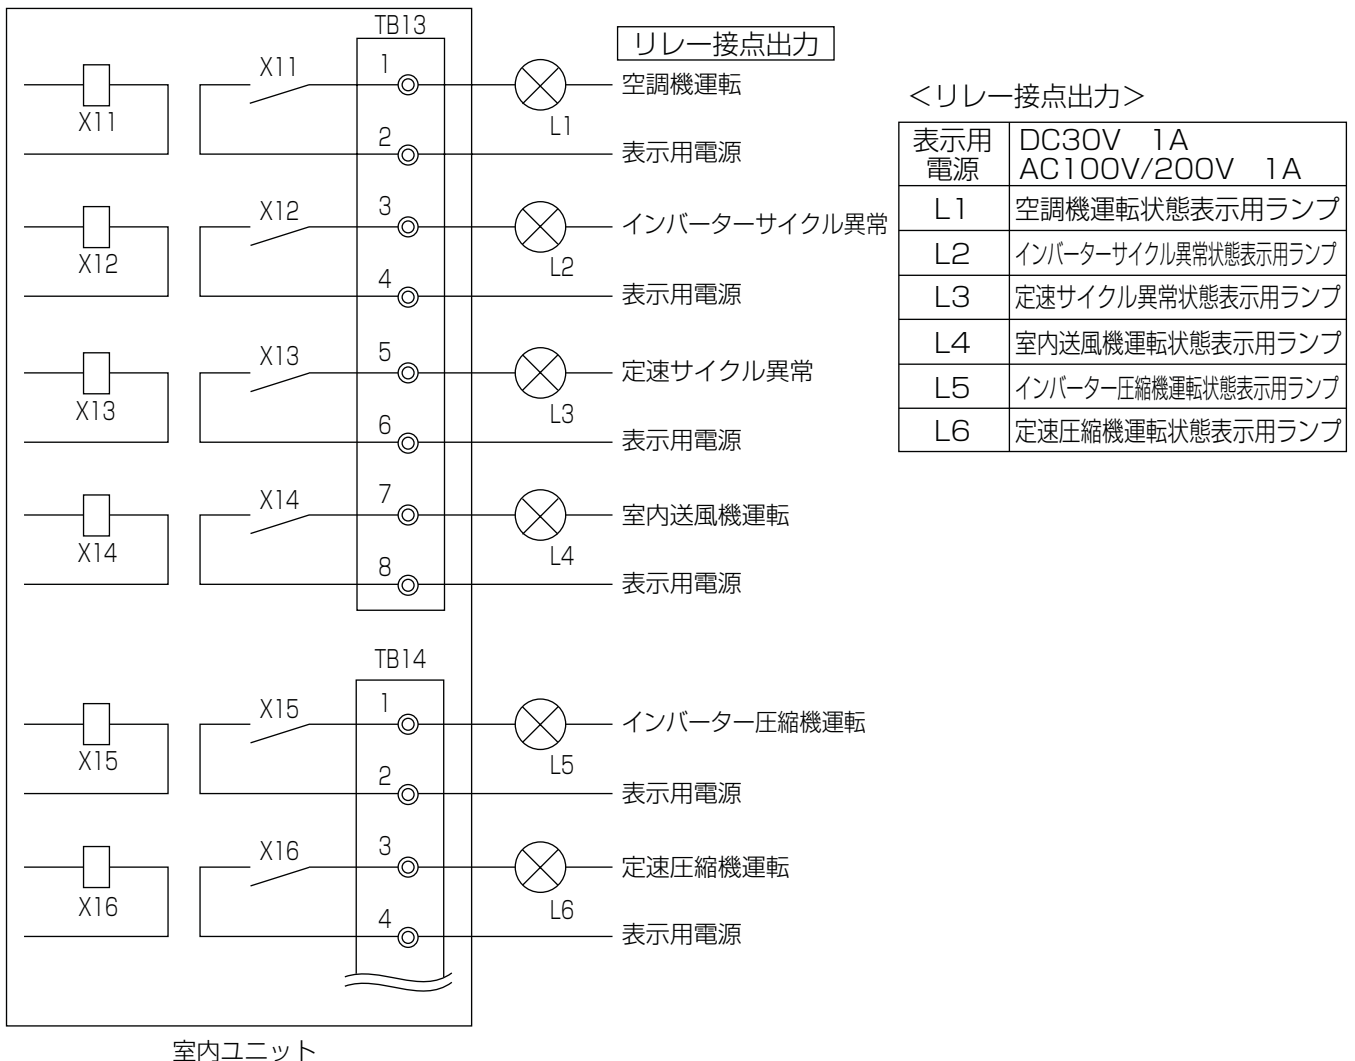 TB13
リレー接点出力
X11
X11
1
L1
空調機運転
2
表示用電源
X12
X12
3
L2
インバーターサイクル異常
4
表示用電源
X13
X13
5
L3
定速サイクル異常
6
表示用電源
X14
X14
7
L4
室内送風機運転
8
表示用電源
TB14
X15
X15
1
L5
インバーター圧縮機運転
2
表示用電源
X16
X16
3
L6
定速圧縮機運転
4
表示用電源
室内ユニット
<リレー接点出力>
表示用
電源
DC30V 1A
AC100V/200V 1A
L1 空調機運転状態表示用ランプ
L2 インバーターサイクル異常状態表示用ランプ
L3 定速サイクル異常状態表示用ランプ
L4 室内送風機運転状態表示用ランプ
L5 インバーター圧縮機運転状態表示用ランプ
L6 定速圧縮機運転状態表示用ランプ